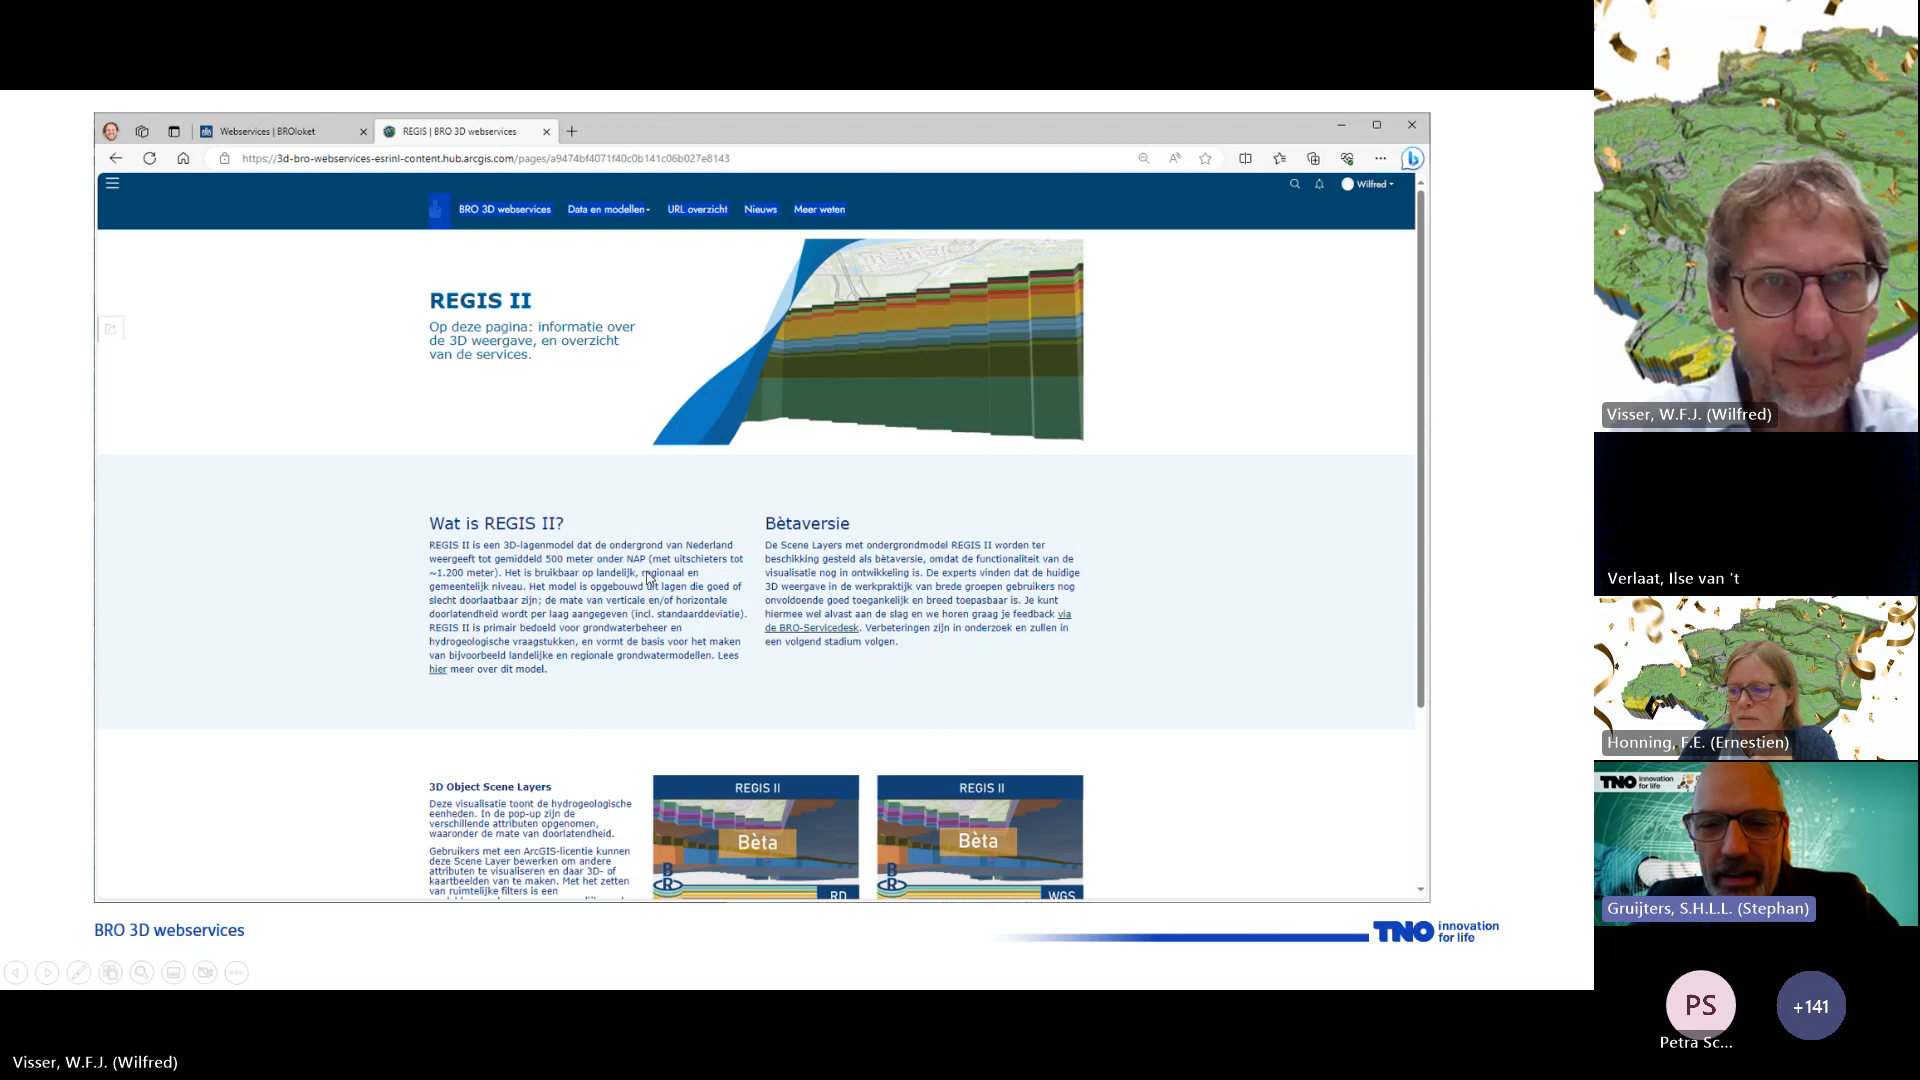 Webservices | BROloket
REGIS | BRO 3D webservices
https://3d-bro-webservices-esrinl-content.hub.arcgis.com/pages/a9474bf4071f40c0b141c06b027e8143
Wilfred
BRO 3D webservices
Data en modellen
URL overzicht
Nieuws
Meer weten
REGIS II
Op deze pagina: informatie over
de 3D weergave, en overzicht
van de services.
Wat is REGIS II?
REGIS II is een 3D-lagenmodel dat de ondergrond van Nederland
weergeeft tot gemiddeld 500 meter onder NAP (met uitschieters tot
~1.200 meter). Het is bruikbaar op landelijk, regionaal en
gemeentelijk niveau. Het model is opgebouwd uit lagen die goed of
slecht doorlaatbaar zijn; de mate van verticale en/of horizontale
doorlatendheid wordt per laag aangegeven (incl. standaarddeviatie).
REGIS II is primair bedoeld voor grondwaterbeheer en
hydrogeologische vraagstukken, en vormt de basis voor het maken
van bijvoorbeeld landelijke en regionale grondwatermodellen. Lees
hier meer over dit model.
Bètaversie
De Scene Layers met ondergrondmodel REGIS II worden ter
beschikking gesteld als bètaversie, omdat de functionaliteit van de
visualisatie nog in ontwikkeling is. De experts vinden dat de huidige
3D weergave in de werkpraktijk van brede groepen gebruikers nog
onvoldoende goed toegankelijk en breed toepasbaar is. Je kunt
hiermee wel alvast aan de slag en we horen graag je feedback via
de BRO-Servicedesk. Verbeteringen zijn in onderzoek en zullen in
een volgend stadium volgen.
3D Object Scene Layers
Deze visualisatie toont de hydrogeologische
eenheden. In de pop-up zijn de
verschillende attributen opgenomen,
waaronder de mate van doorlatendheid.
Gebruikers met een ArcGIS-licentie kunnen
deze Scene Layer bewerken om andere
attributen te visualiseren en daar 3D- of
kaartbeelden van te maken. Met het zetten
van ruimtelijke filters is een
REGIS II
Bèta
BR
RD
REGIS II
Bèta
BR
WGS
BRO 3D webservices
TNO innovation
for life
Visser, W.F.J. (Wilfred)
Verlaat, Ilse van 't
Honning, F.E. (Ernestien)
TNO innovation
for life
Gruijters, S.H.L.L. (Stephan)
PS
+141
Petra Sc...
Visser, W.F.J. (Wilfred)